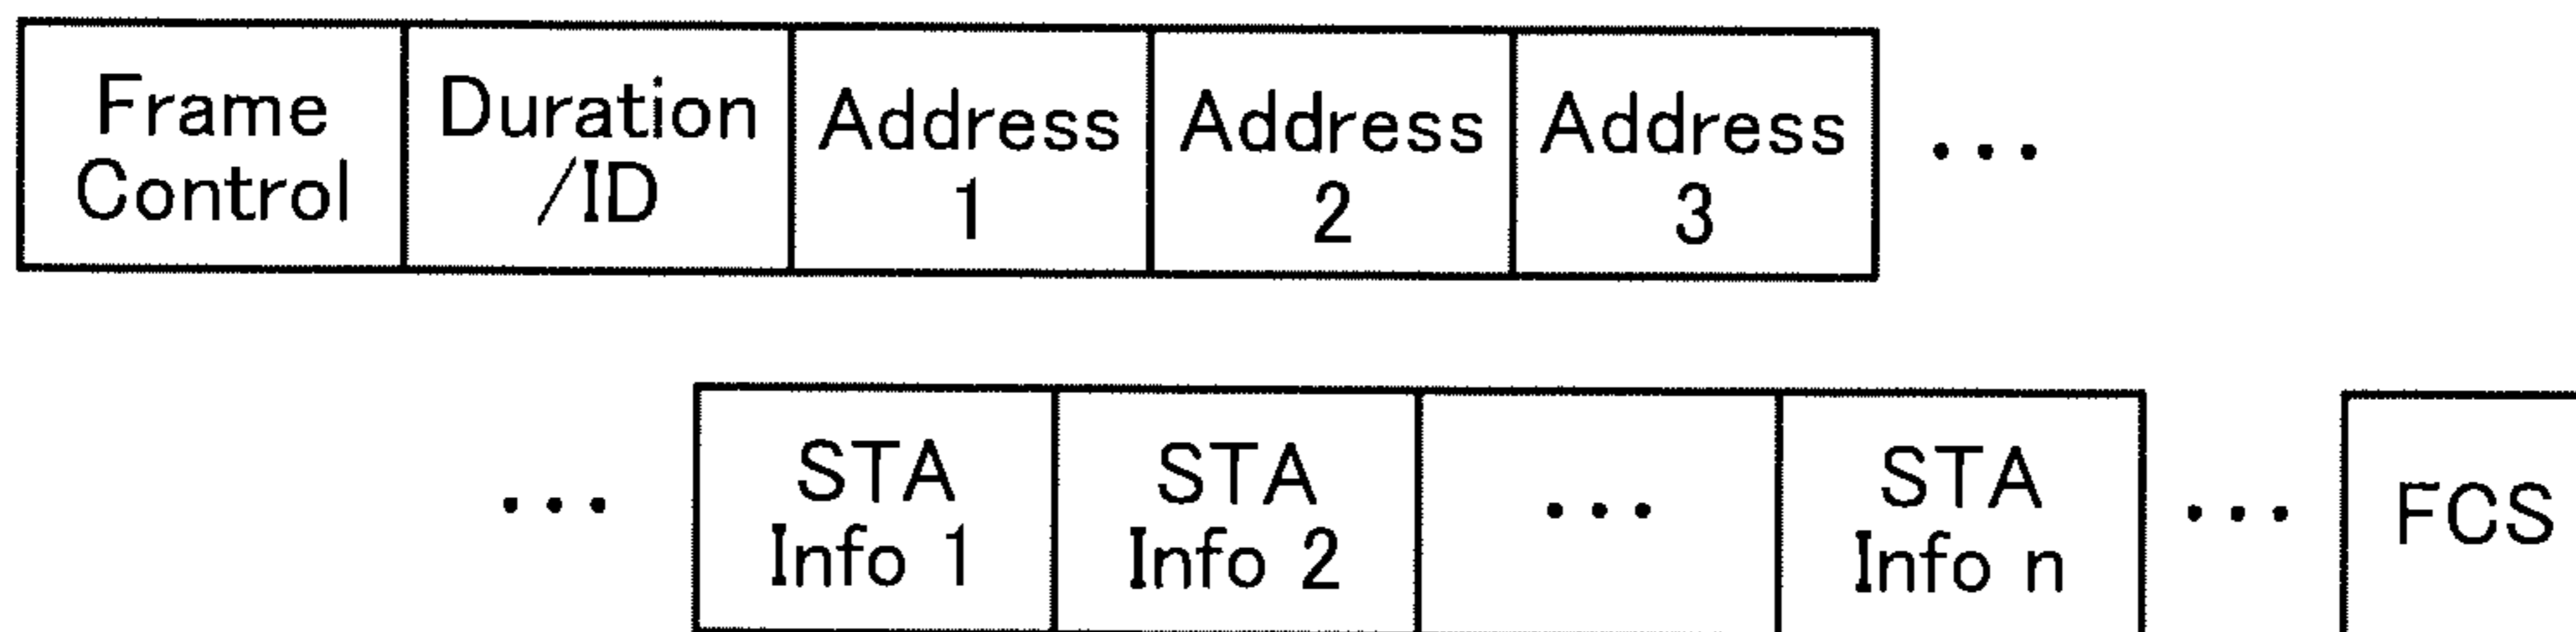 Frame Control Duration /ID Address 1 Address 2 Address 3 ...
... STA Info 1 STA Info 2 ... STA Info n ... FCS